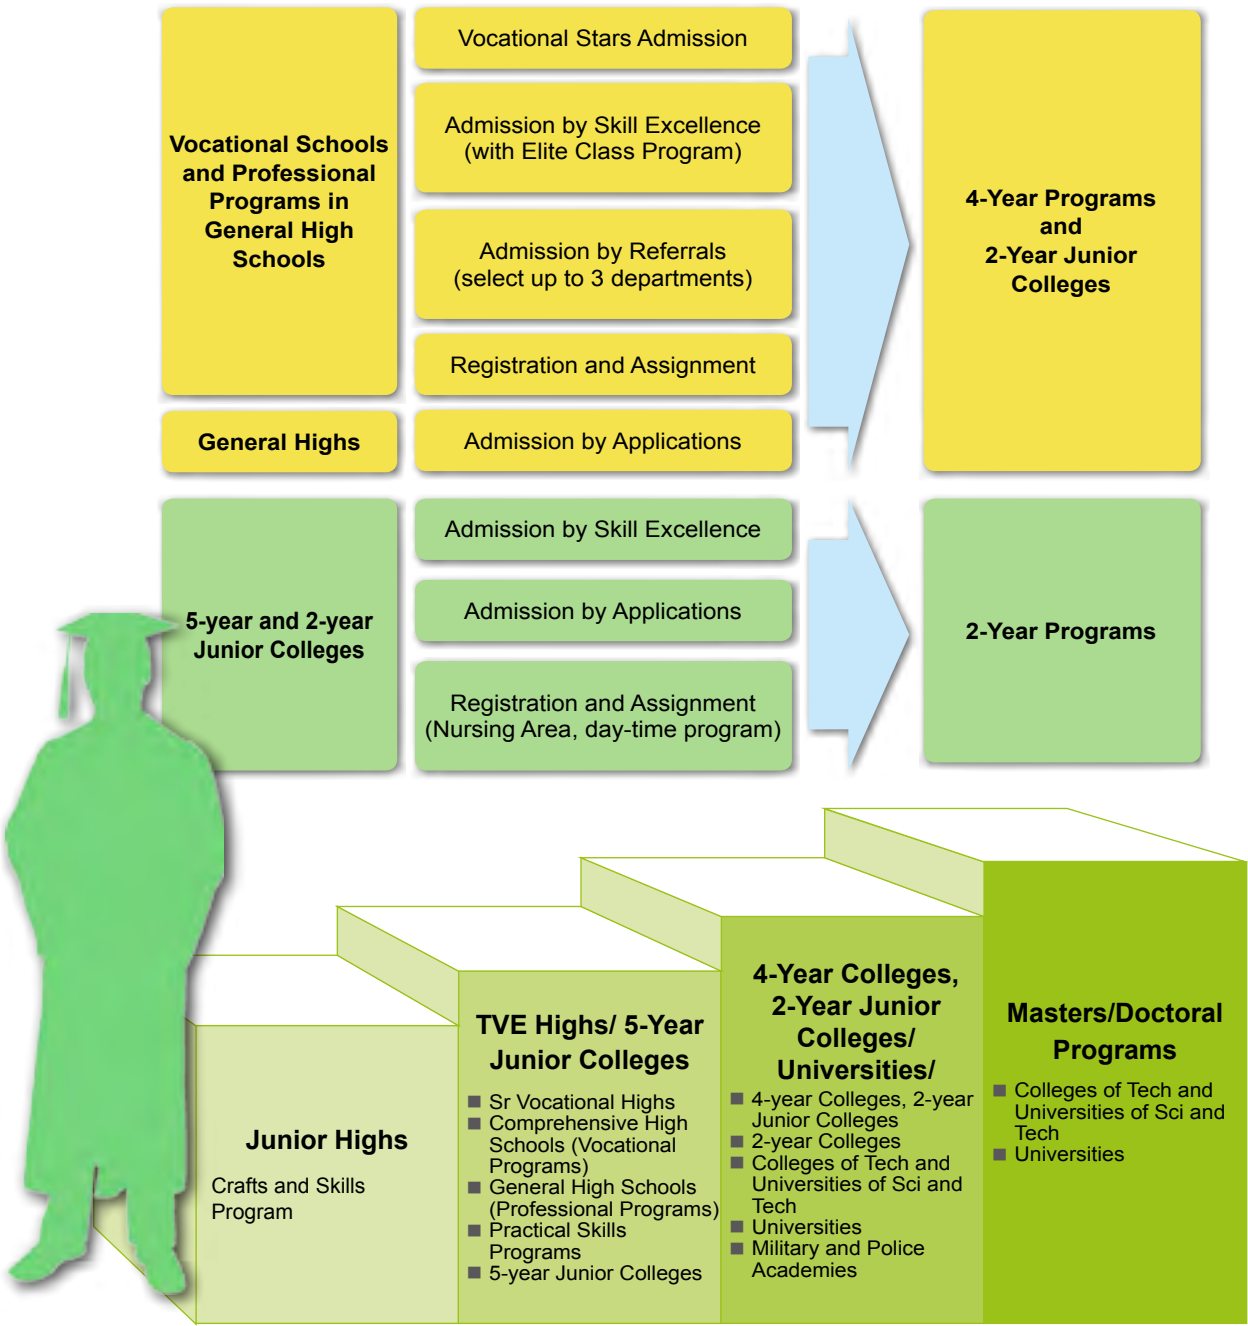 Vocational Schools
and Professional
Programs in
General High
Schools
Vocational Stars Admission
Admission by Skill Excellence
(with Elite Class Program)
Admission by Referrals
(select up to 3 departments)
Registration and Assignment
4-Year Programs
and
2-Year Junior
Colleges
General Highs
Admission by Applications
5-year and 2-year
Junior Colleges
Admission by Skill Excellence
Admission by Applications
Registration and Assignment
(Nursing Area, day-time program)
2-Year Programs
Junior Highs
Crafts and Skills
Program
TVE Highs/ 5-Year
Junior Colleges
■ Sr Vocational Highs
■ Comprehensive High
Schools (Vocational
Programs)
■ General High Schools
(Professional Programs)
■ Practical Skills
Programs
■ 5-year Junior Colleges
4-Year Colleges,
2-Year Junior
Colleges/
Universities/
■ 4-year Colleges, 2-year
Junior Colleges
■ 2-year Colleges
■ Colleges of Tech and
Universities of Sci and
Tech
■ Universities
■ Military and Police
Academies
Masters/Doctoral
Programs
■ Colleges of Tech and
Universities of Sci and
Tech
■ Universities